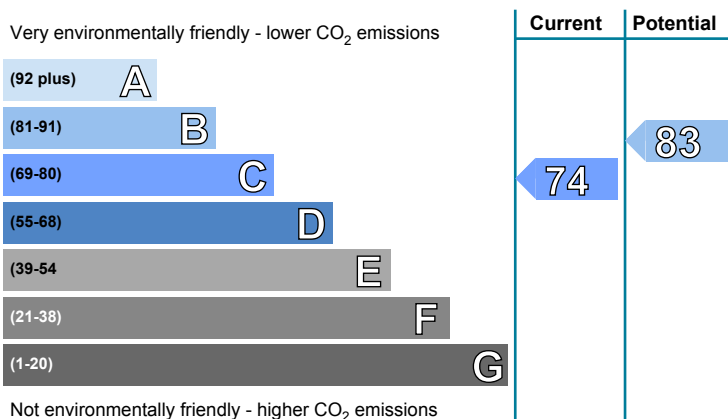 Very environmentally friendly - lower CO2 emissions
Current
Potential
(92 plus) A
(81-91) B
(69-80) C
(55-68) D
(39-54 E
(21-38) F
(1-20) G
74
83
Not environmentally friendly - higher CO2 emissions